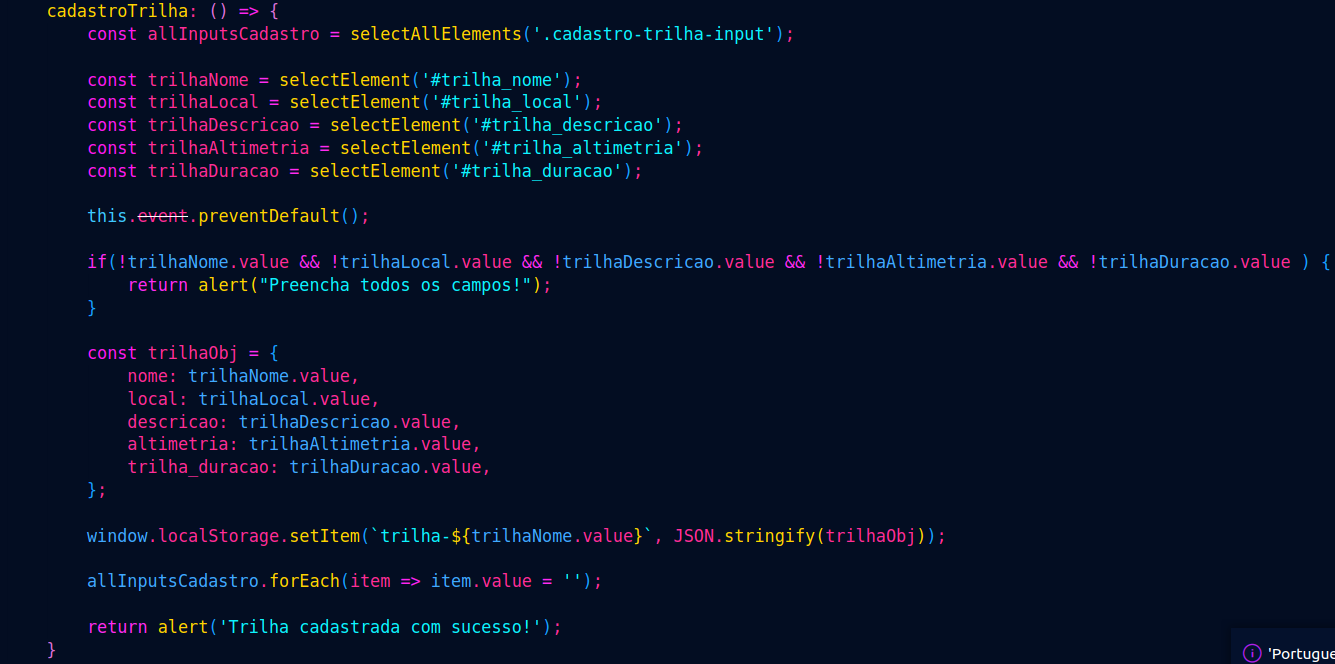 cadastroTrilha: () => {
const allInputsCadastro = selectAllElements('.cadastro-trilha-input');
const trilhaNome = selectElement('#trilha_nome');
const trilhaLocal = selectElement('#trilha_local');
const trilhaDescricao = selectElement('#trilha_descricao');
const trilhaAltimetria = selectElement('#trilha_altimetria');
const trilhaDuracao = selectElement('#trilha_duracao');
this.event.preventDefault();
if(!trilhaNome.value && !trilhaLocal.value && !trilhaDescricao.value && !trilhaAltimetria.value && !trilhaDuracao.value ) {
return alert("Preencha todos os campos!");
}
const trilhaObj = {
nome: trilhaNome.value,
local: trilhaLocal.value,
descricao: trilhaDescricao.value,
altimetria: trilhaAltimetria.value,
trilha_duracao: trilhaDuracao.value,
};
window.localStorage.setItem(`trilha-${trilhaNome.value}`, JSON.stringify(trilhaObj));
allInputsCadastro.forEach(item => item.value = '');
return alert('Trilha cadastrada com sucesso!');
}
'Portugue